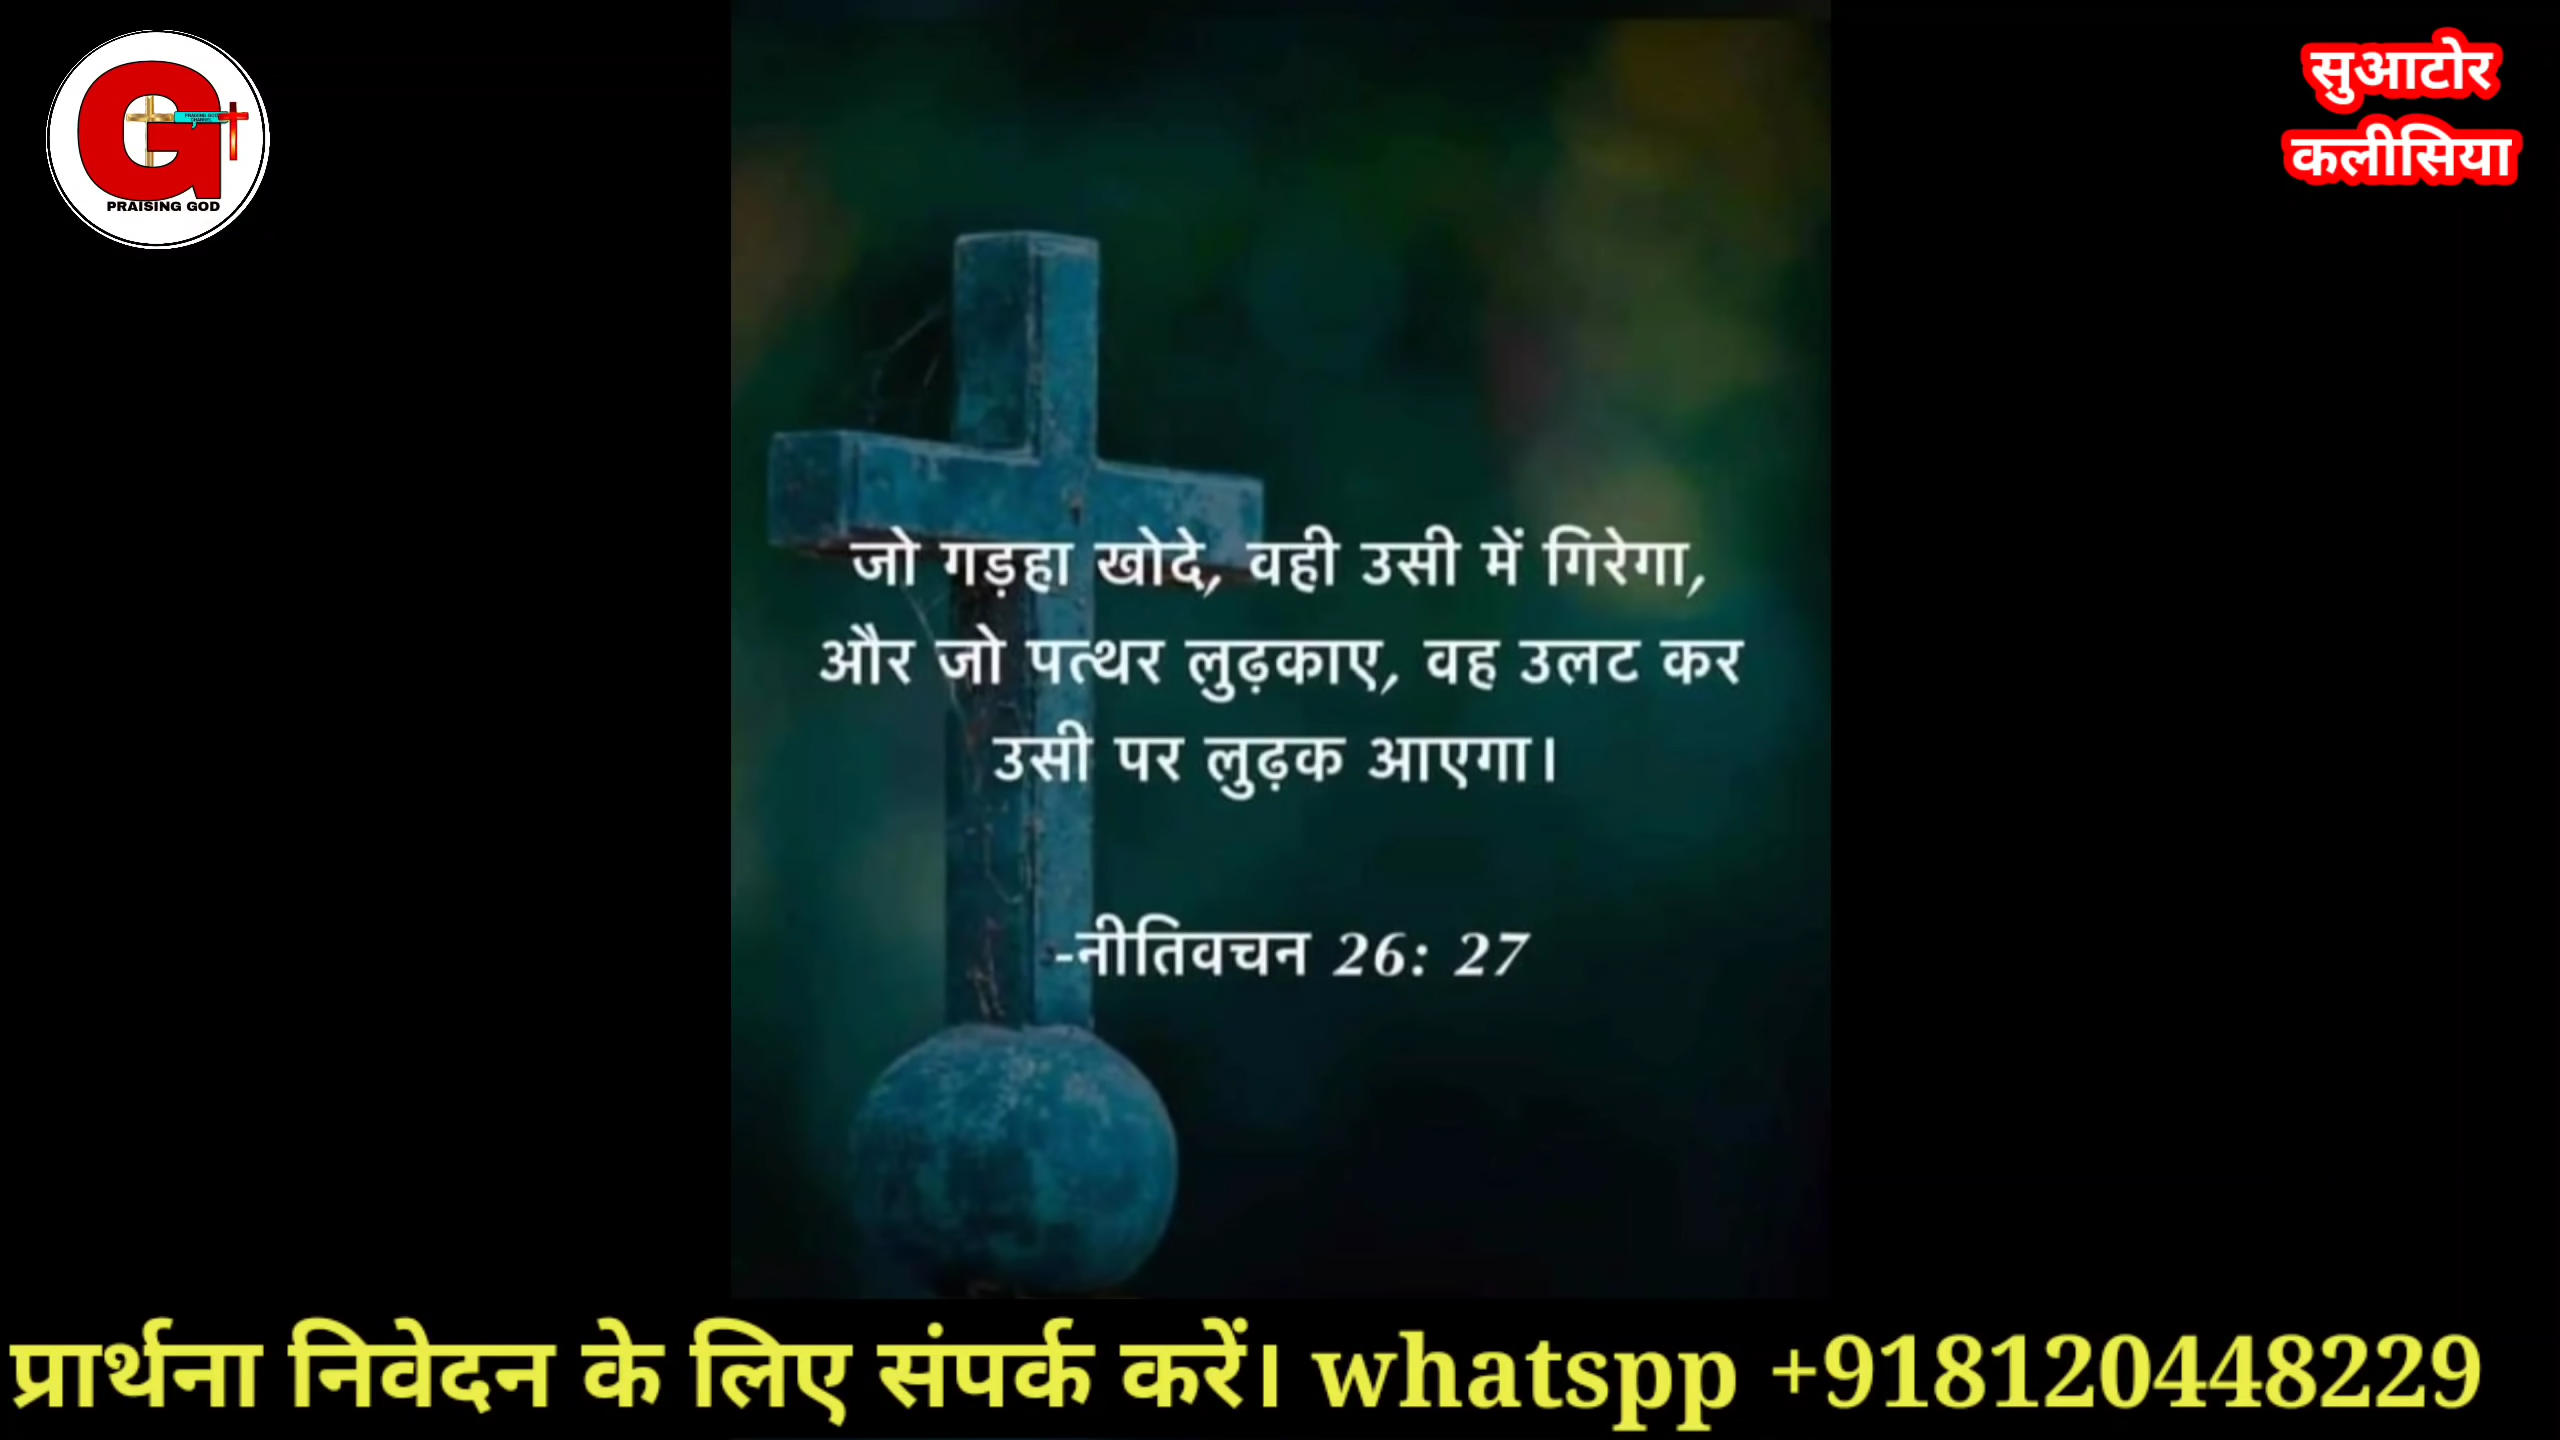 PRAISING GOD
सुआटोर
कलीसिया
जो गड़हा खोदे, वही उसी में गिरेगा,
और जो पत्थर लुढ़काए, वह उलट कर
उसी पर लुढ़क आएगा।
-नीतिवचन 26: 27
प्रार्थना निवेदन के लिए संपर्क करें। whatspp +918120448229